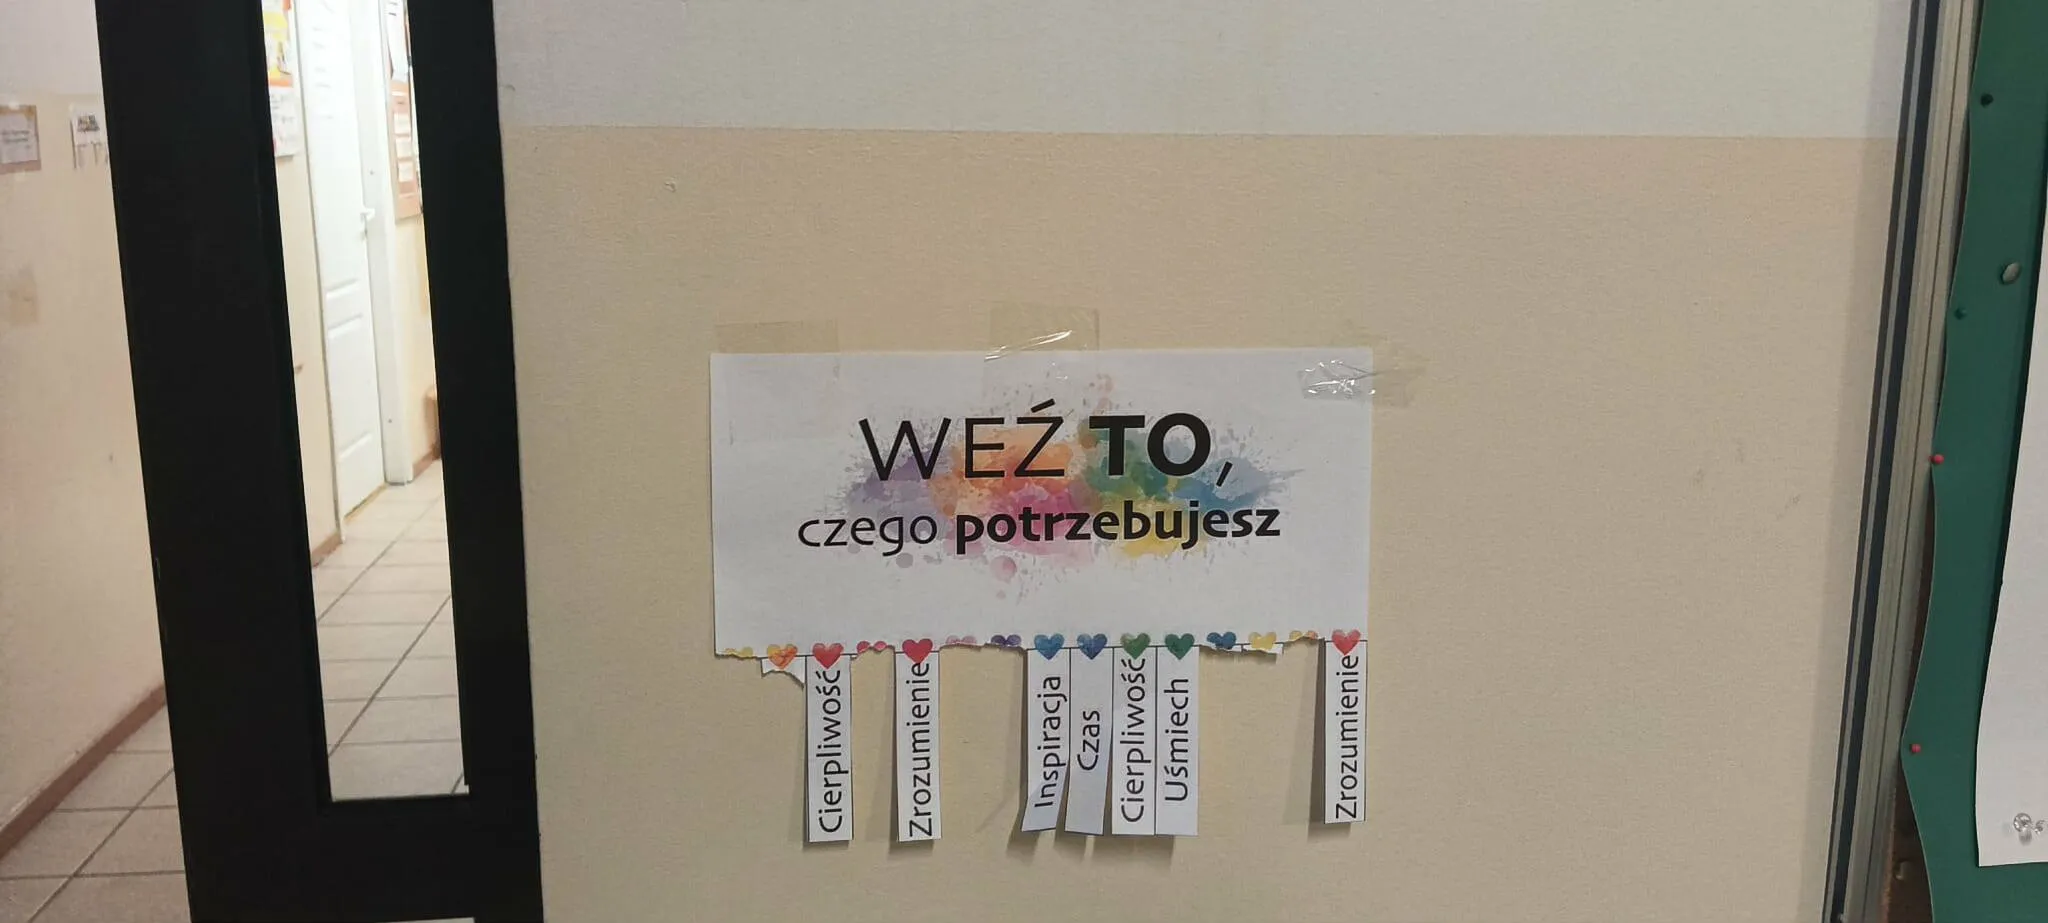 WEŹ TO,
czego potrzebujesz
Cierpliwość
Zrozumienie
Inspiracja
Czas
Cierpliwość
Uśmiech
Zrozumienie